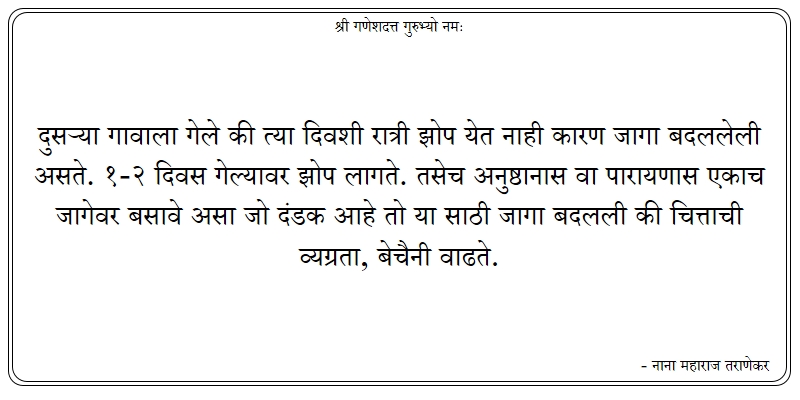 श्री गणेशदत्त गुरुभ्यो नमः
दुसऱ्या गावाला गेले की त्या दिवशी रात्री झोप येत नाही कारण जागा बदललेली
असते. १-२ दिवस गेल्यावर झोप लागते. तसेच अनुष्ठानास वा पारायणास एकाच
जागेवर बसावे असा जो दंडक आहे तो या साठी जागा बदलली की चित्ताची
व्यग्रता, बेचैनी वाढते.
- नाना महाराज तराणेकर